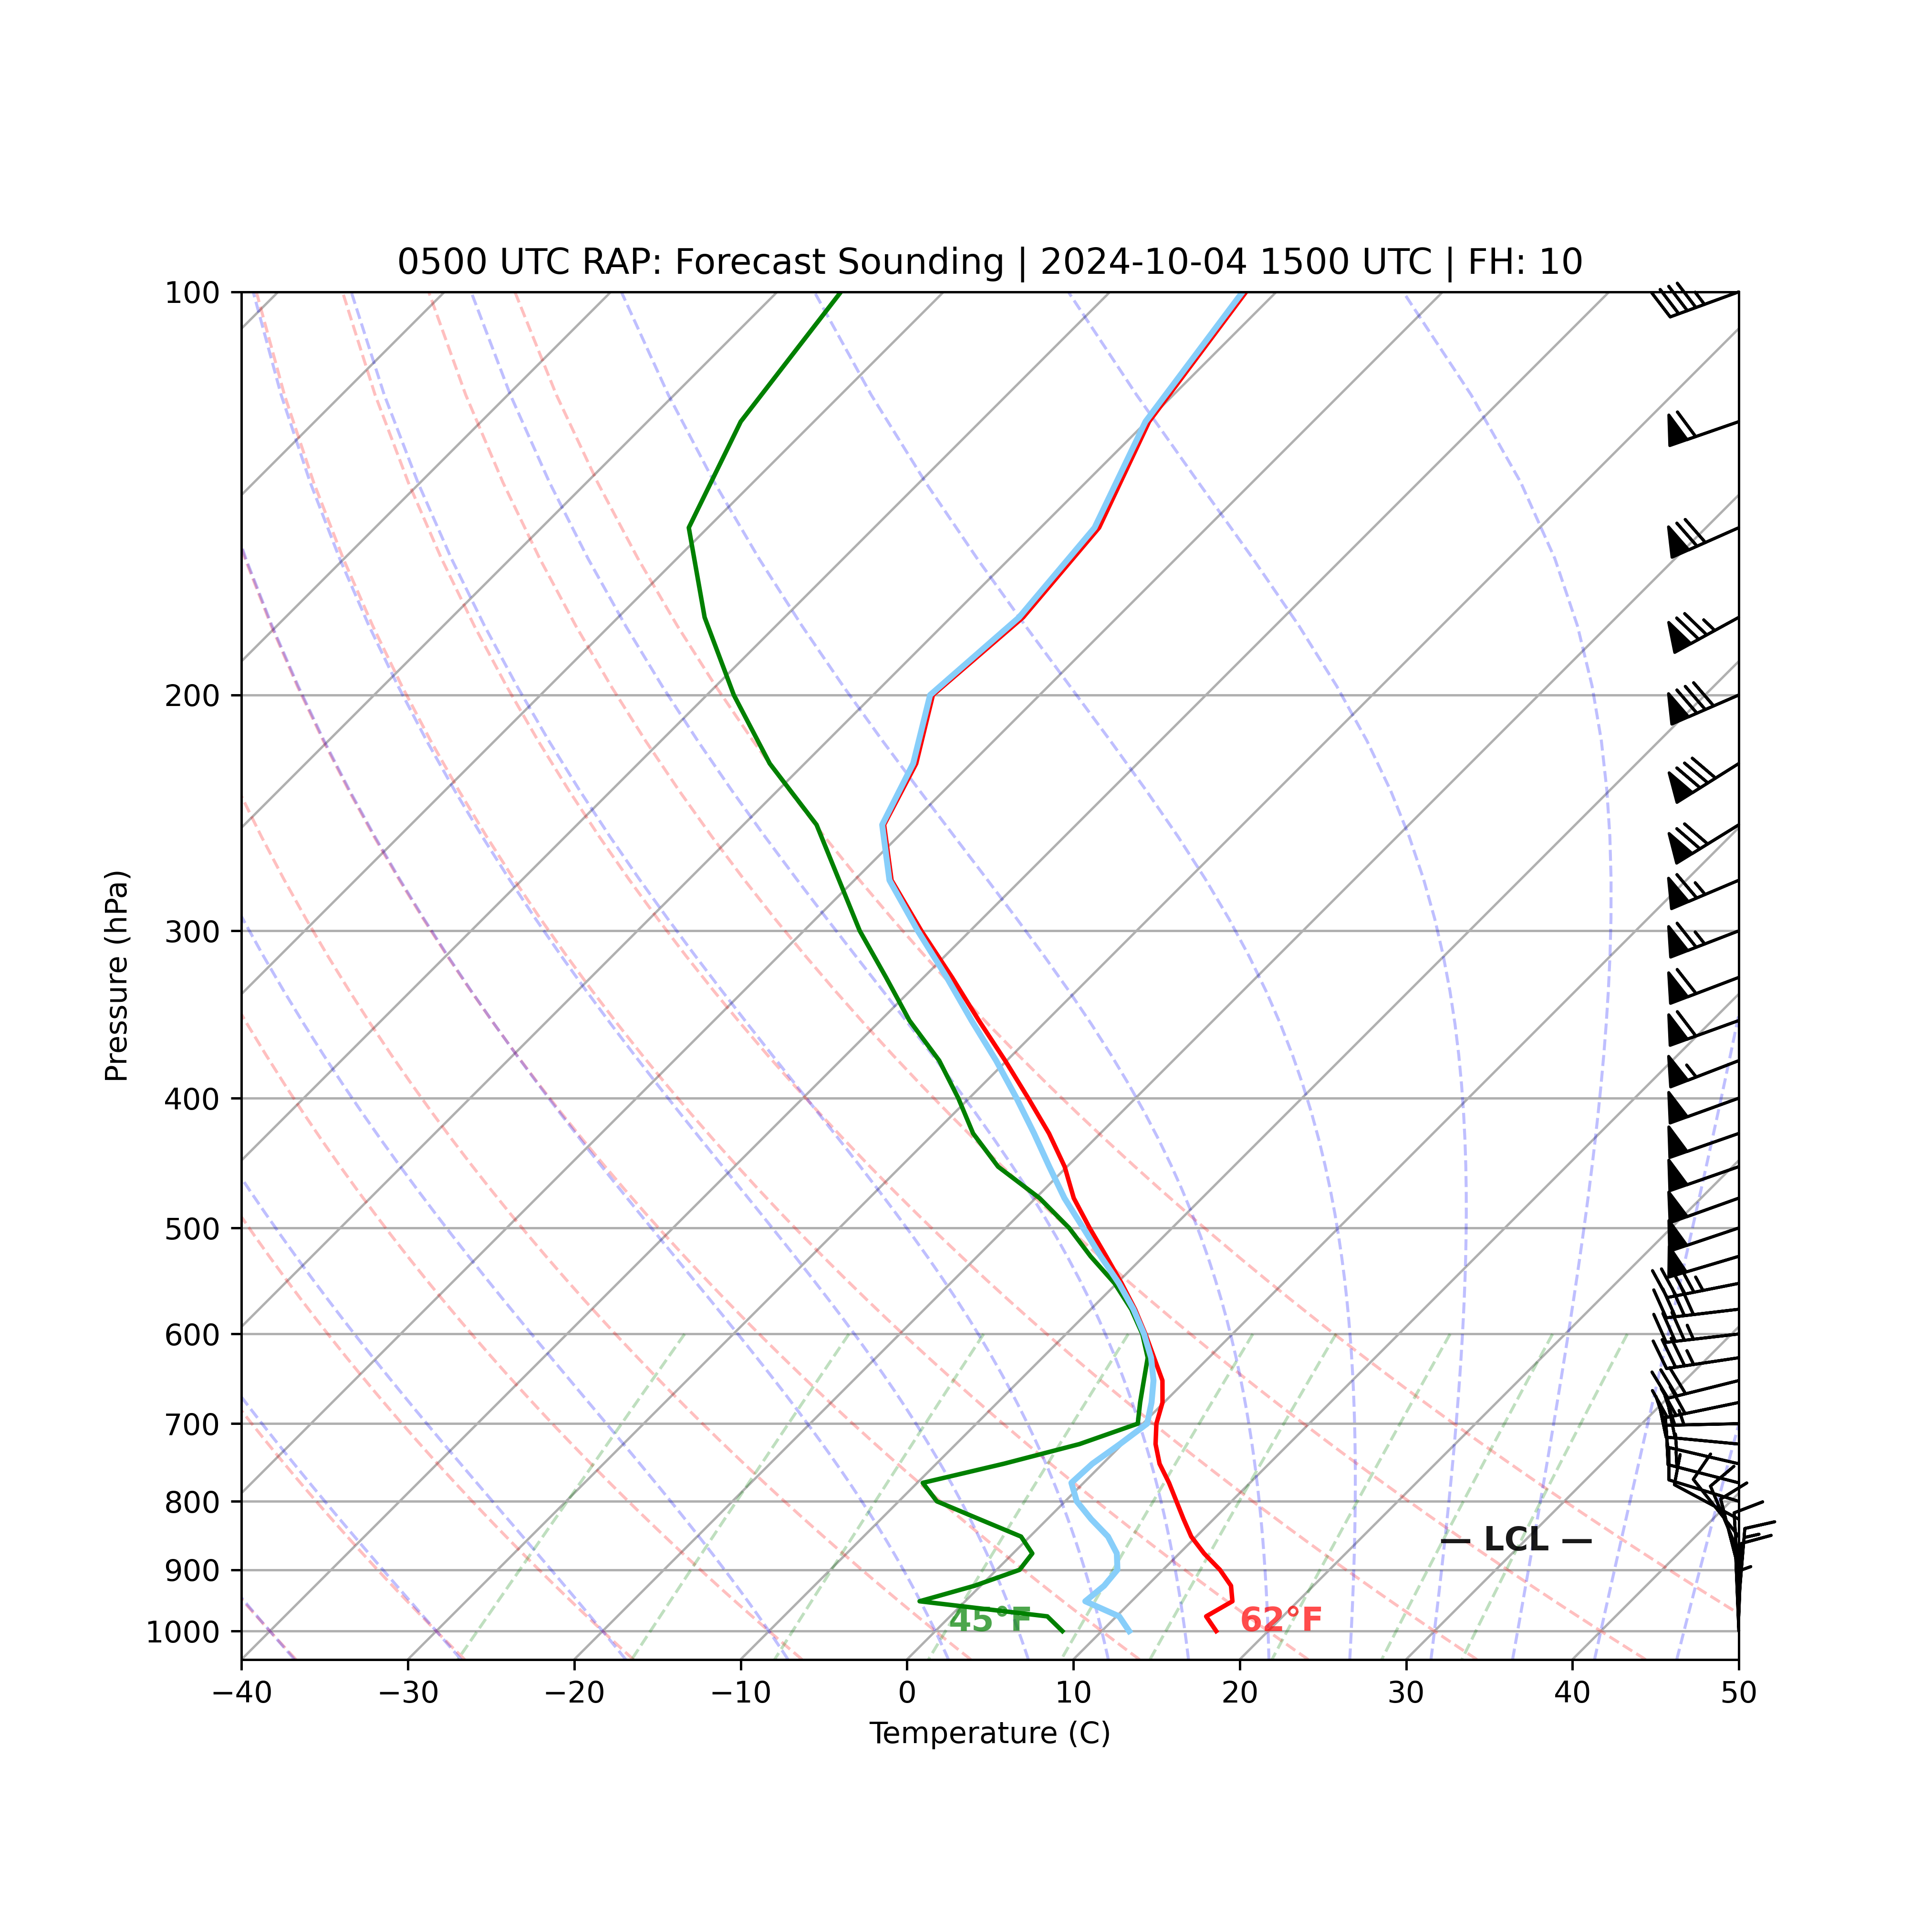 0500 UTC RAP: Forecast Sounding | 2024-10-04 1500 UTC | FH: 10
100
200
300
400
500
600
700
800
900
1000
Pressure (hPa)
— LCL —
45°F
62°F
−40 −30 −20 −10 0 10 20 30 40 50
Temperature (C)